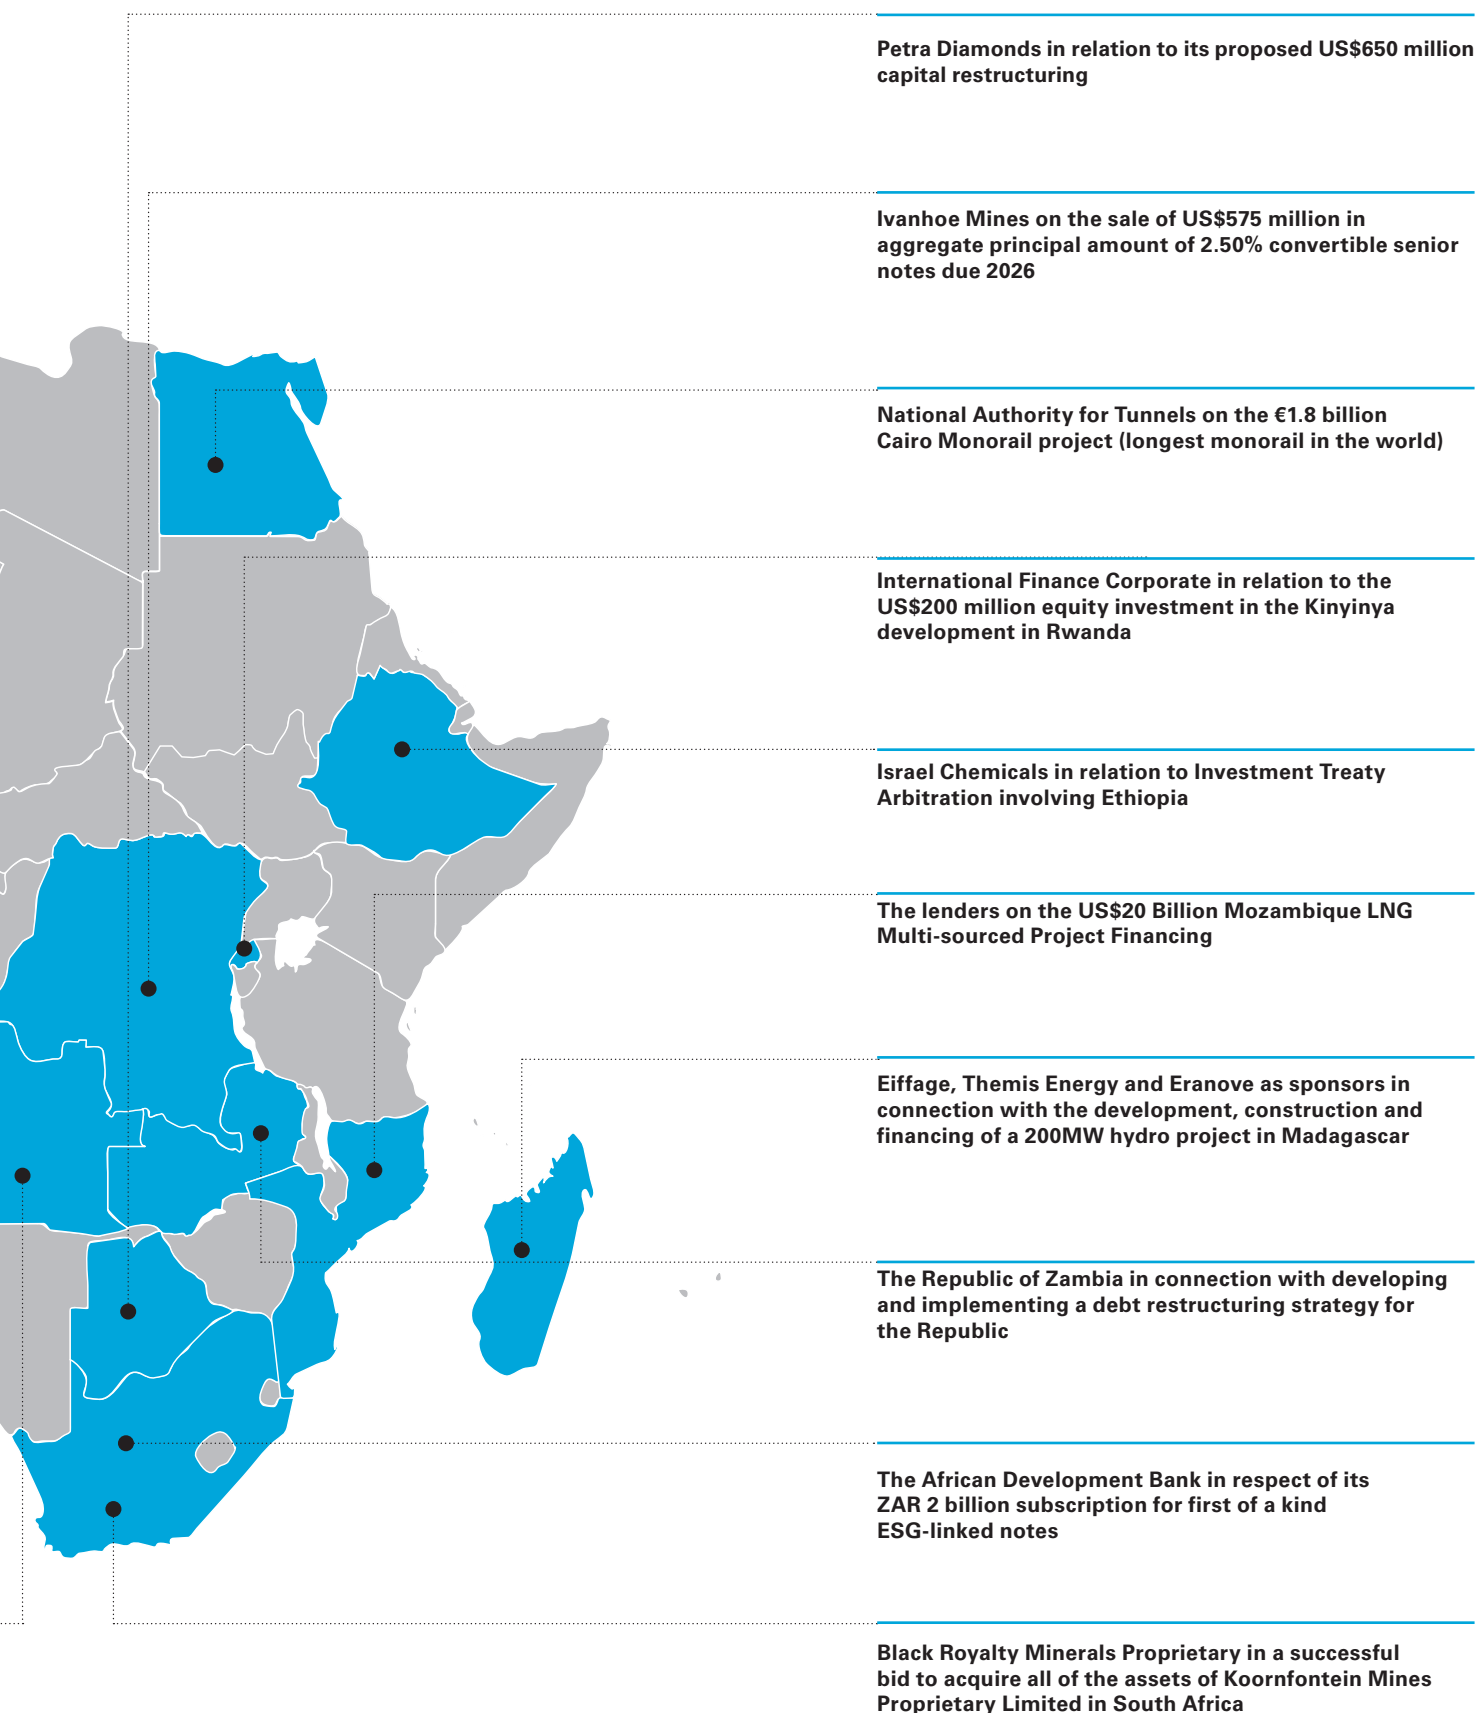 Petra Diamonds in relation to its proposed US$650 million
capital restructuring
Ivanhoe Mines on the sale of US$575 million in
aggregate principal amount of 2.50% convertible senior
notes due 2026
National Authority for Tunnels on the €1.8 billion
Cairo Monorail project (longest monorail in the world)
International Finance Corporate in relation to the
US$200 million equity investment in the Kinyinya
development in Rwanda
Israel Chemicals in relation to Investment Treaty
Arbitration involving Ethiopia
The lenders on the US$20 Billion Mozambique LNG
Multi-sourced Project Financing
Eiffage, Themis Energy and Eranove as sponsors in
connection with the development, construction and
financing of a 200MW hydro project in Madagascar
The Republic of Zambia in connection with developing
and implementing a debt restructuring strategy for
the Republic
The African Development Bank in respect of its
ZAR 2 billion subscription for first of a kind
ESG-linked notes
Black Royalty Minerals Proprietary in a successful
bid to acquire all of the assets of Koornfontein Mines
Proprietary Limited in South Africa